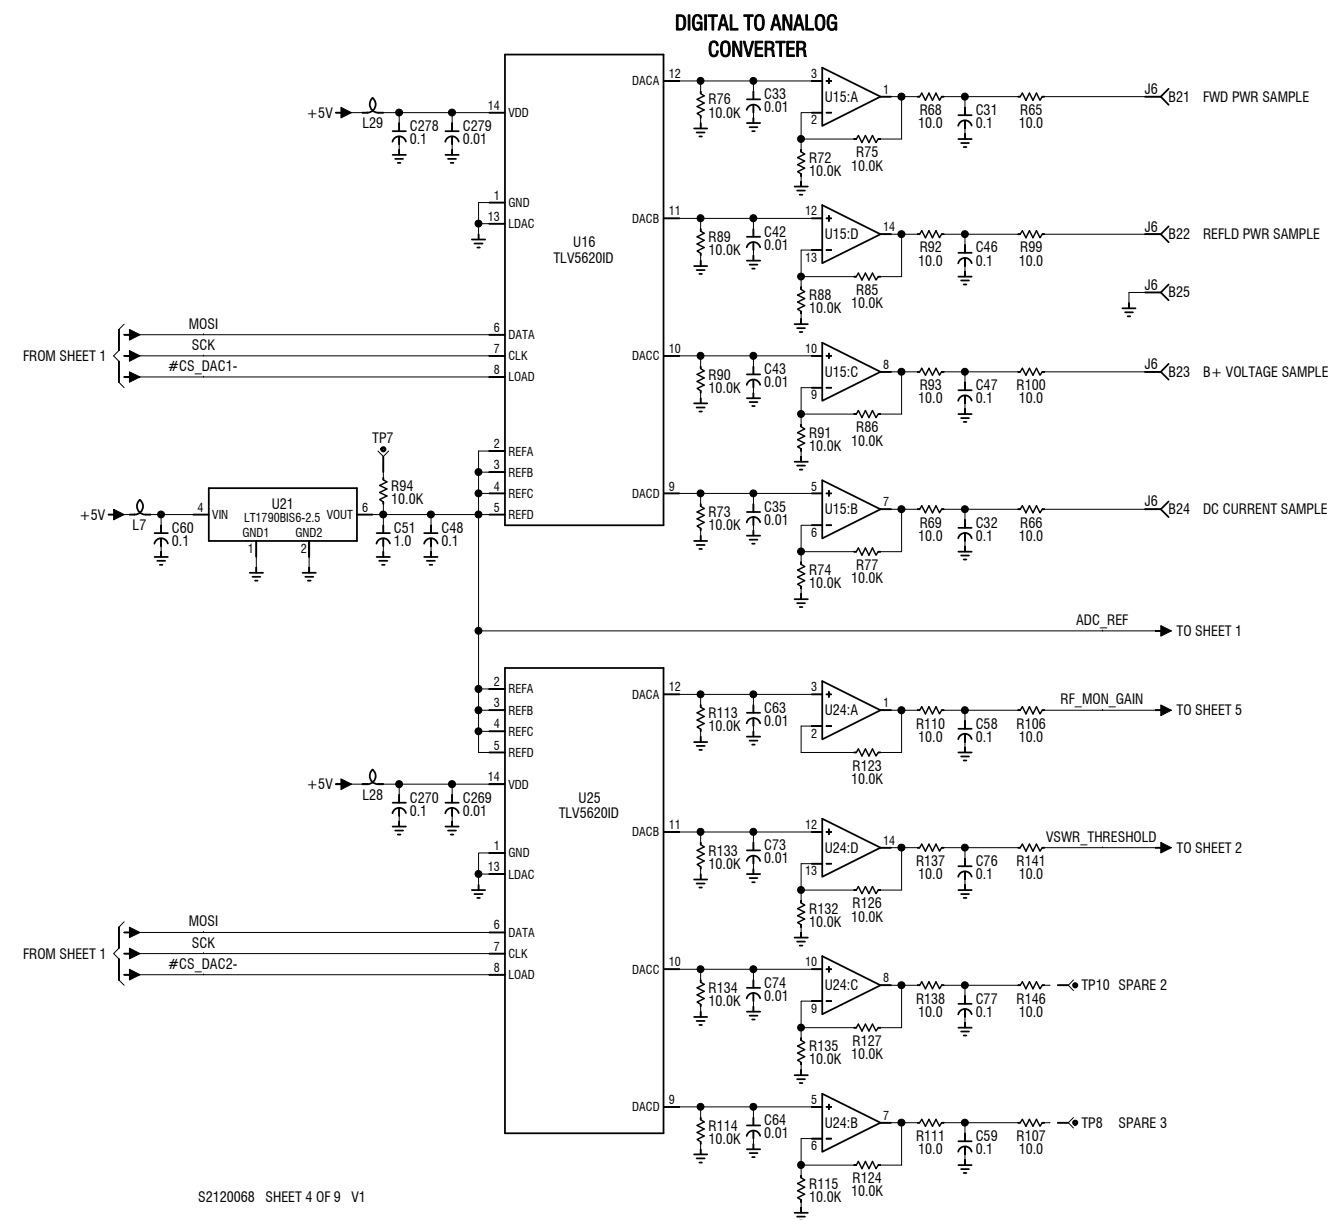 DIGITAL TO ANALOG
CONVERTER
+5V
L29
C278
0.1
C279
0.01
14
VDD
1
GND
13
LDAC
U16
TLV5620ID
FROM SHEET 1
MOSI
6
DATA
SCK
7
CLK
#CS_DAC1-
8
LOAD
2
REFA
3
REFB
4
REFC
5
REFD
TP7
R94
10.0K
+5V
L7
C60
0.1
4
VIN
U21
LT1790BIS6-2.5
VOUT
6
GND1
GND2
1
2
C51
1.0
C48
0.1
DACA
12
R76
10.0K
C33
0.01
3
+
U15:A
1
-
2
R72
10.0K
R75
10.0K
R68
10.0
C31
0.1
R65
10.0
J6
B21 FWD PWR SAMPLE
DACB
11
R89
10.0K
C42
0.01
12
+
U15:D
14
-
13
R88
10.0K
R85
10.0K
R92
10.0
C46
0.1
R99
10.0
J6
B22 REFLD PWR SAMPLE
J6
B25
DACC
10
R90
10.0K
C43
0.01
10
+
U15:C
8
-
9
R91
10.0K
R86
10.0K
R93
10.0
C47
0.1
R100
10.0
J6
B23 B+ VOLTAGE SAMPLE
DACD
9
R73
10.0K
C35
0.01
5
+
U15:B
7
-
6
R74
10.0K
R77
10.0K
R69
10.0
C32
0.1
R66
10.0
J6
B24 DC CURRENT SAMPLE
ADC_REF
TO SHEET 1
2
REFA
3
REFB
4
REFC
5
REFD
+5V
L28
C270
0.1
C269
0.01
14
VDD
1
GND
13
LDAC
U25
TLV5620ID
FROM SHEET 1
MOSI
6
DATA
SCK
7
CLK
#CS_DAC2-
8
LOAD
DACA
12
R113
10.0K
C63
0.01
3
+
U24:A
1
-
2
R123
10.0K
R110
10.0
C58
0.1
R106
10.0
RF_MON_GAIN
TO SHEET 5
DACB
11
R133
10.0K
C73
0.01
12
+
U24:D
14
-
13
R132
10.0K
R126
10.0K
R137
10.0
C76
0.1
R141
10.0
VSWR_THRESHOLD
TO SHEET 2
DACC
10
R134
10.0K
C74
0.01
10
+
U24:C
8
-
9
R135
10.0K
R127
10.0K
R138
10.0
C77
0.1
R146
10.0
TP10 SPARE 2
DACD
9
R114
10.0K
C64
0.01
5
+
U24:B
7
-
6
R115
10.0K
R124
10.0K
R111
10.0
C59
0.1
R107
10.0
TP8 SPARE 3
S2120068 SHEET 4 OF 9 V1